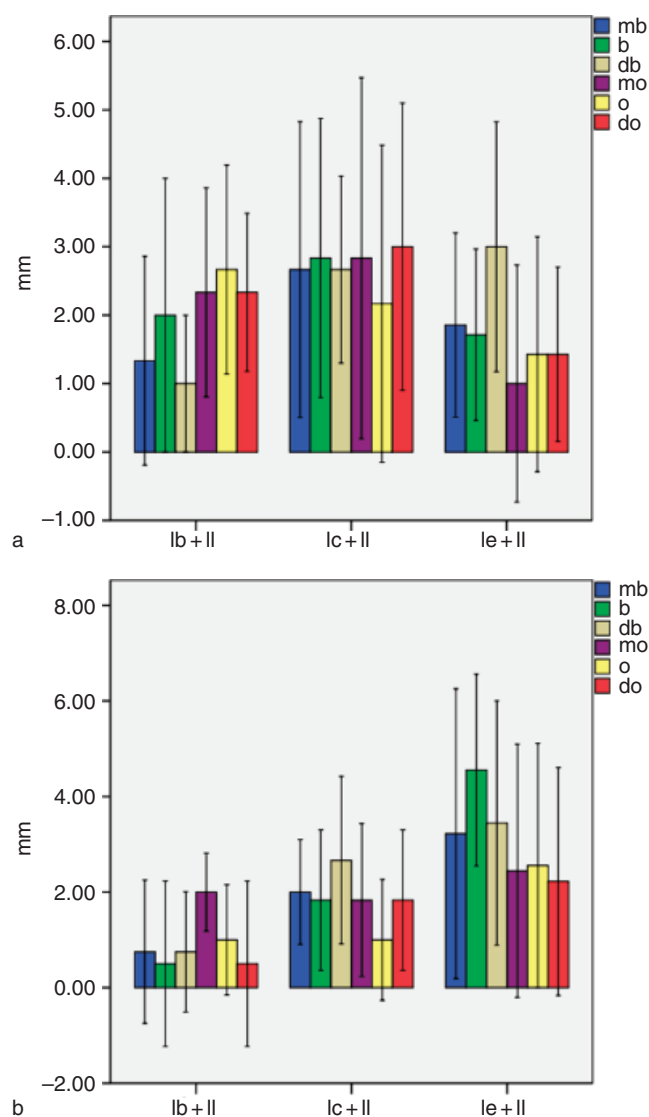 6.00
5.00
4.00
3.00
2.00
1.00
0.00
–1.00
mm
mb
b
db
mo
o
do
a
Ib + II
Ic + II
Ie + II
8.00
6.00
4.00
2.00
0.00
–2.00
mm
mb
b
db
mo
o
do
b
Ib + II
Ic + II
Ie + II